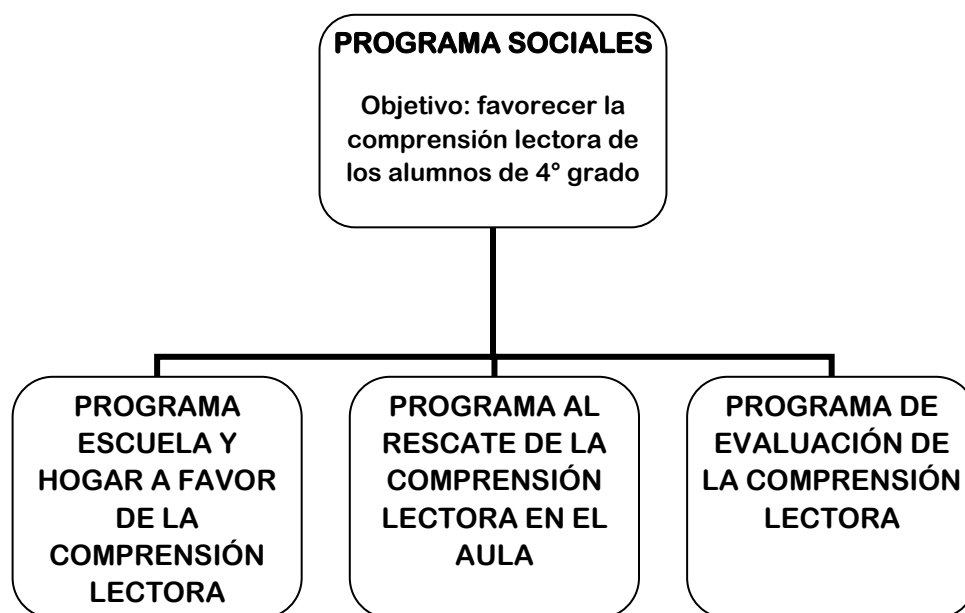 PROGRAMA SOCIALES
Objetivo: favorecer la
comprensión lectora de
los alumnos de 4° grado
PROGRAMA
ESCUELA Y
HOGAR A FAVOR
DE LA
COMPRENSIÓN
LECTORA
PROGRAMA AL
RESCATE DE LA
COMPRENSIÓN
LECTORA EN EL
AULA
PROGRAMA DE
EVALUACIÓN DE
LA COMPRENSIÓN
LECTORA